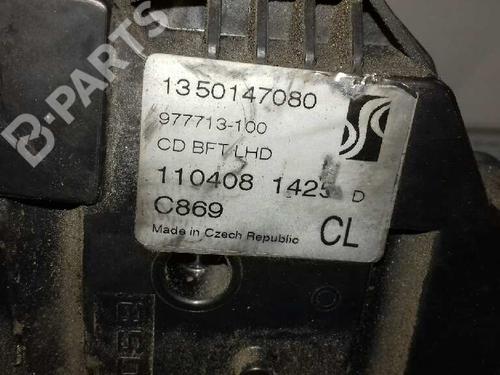 1350147080
977713-100
CD BFT LHD
110408 1425 D
C869
Made in Czech Republic
CL
B-PARTS